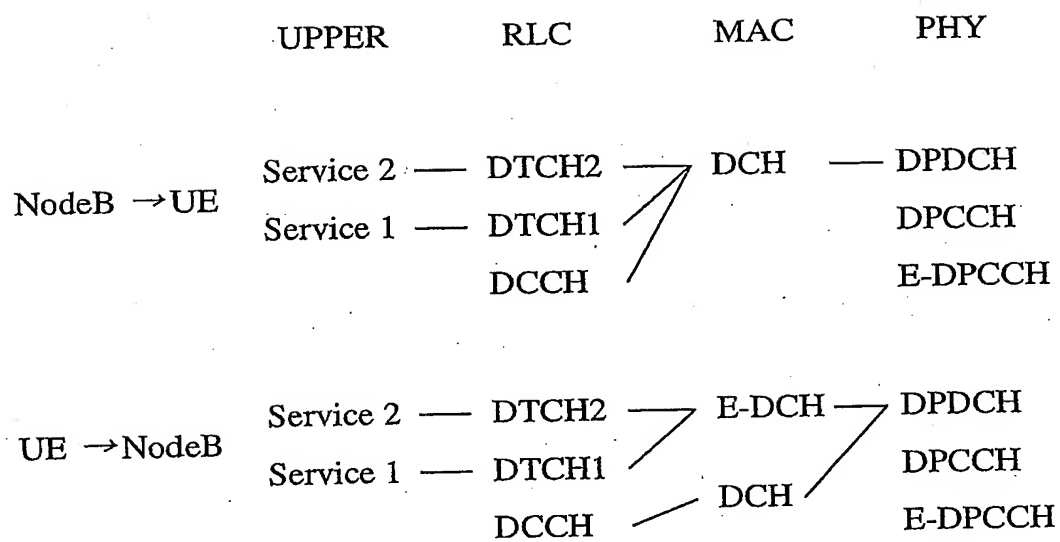 UPPER RLC MAC PHY
Service 2 — DTCH2 — DCH — DPDCH
NodeB →UE
Service 1 — DTCH1 DPCCH
DCCH E-DPCCH
Service 2 — DTCH2 — E-DCH — DPDCH
UE →NodeB
Service 1 — DTCH1 DPCCH
DCCH — DCH E-DPCCH